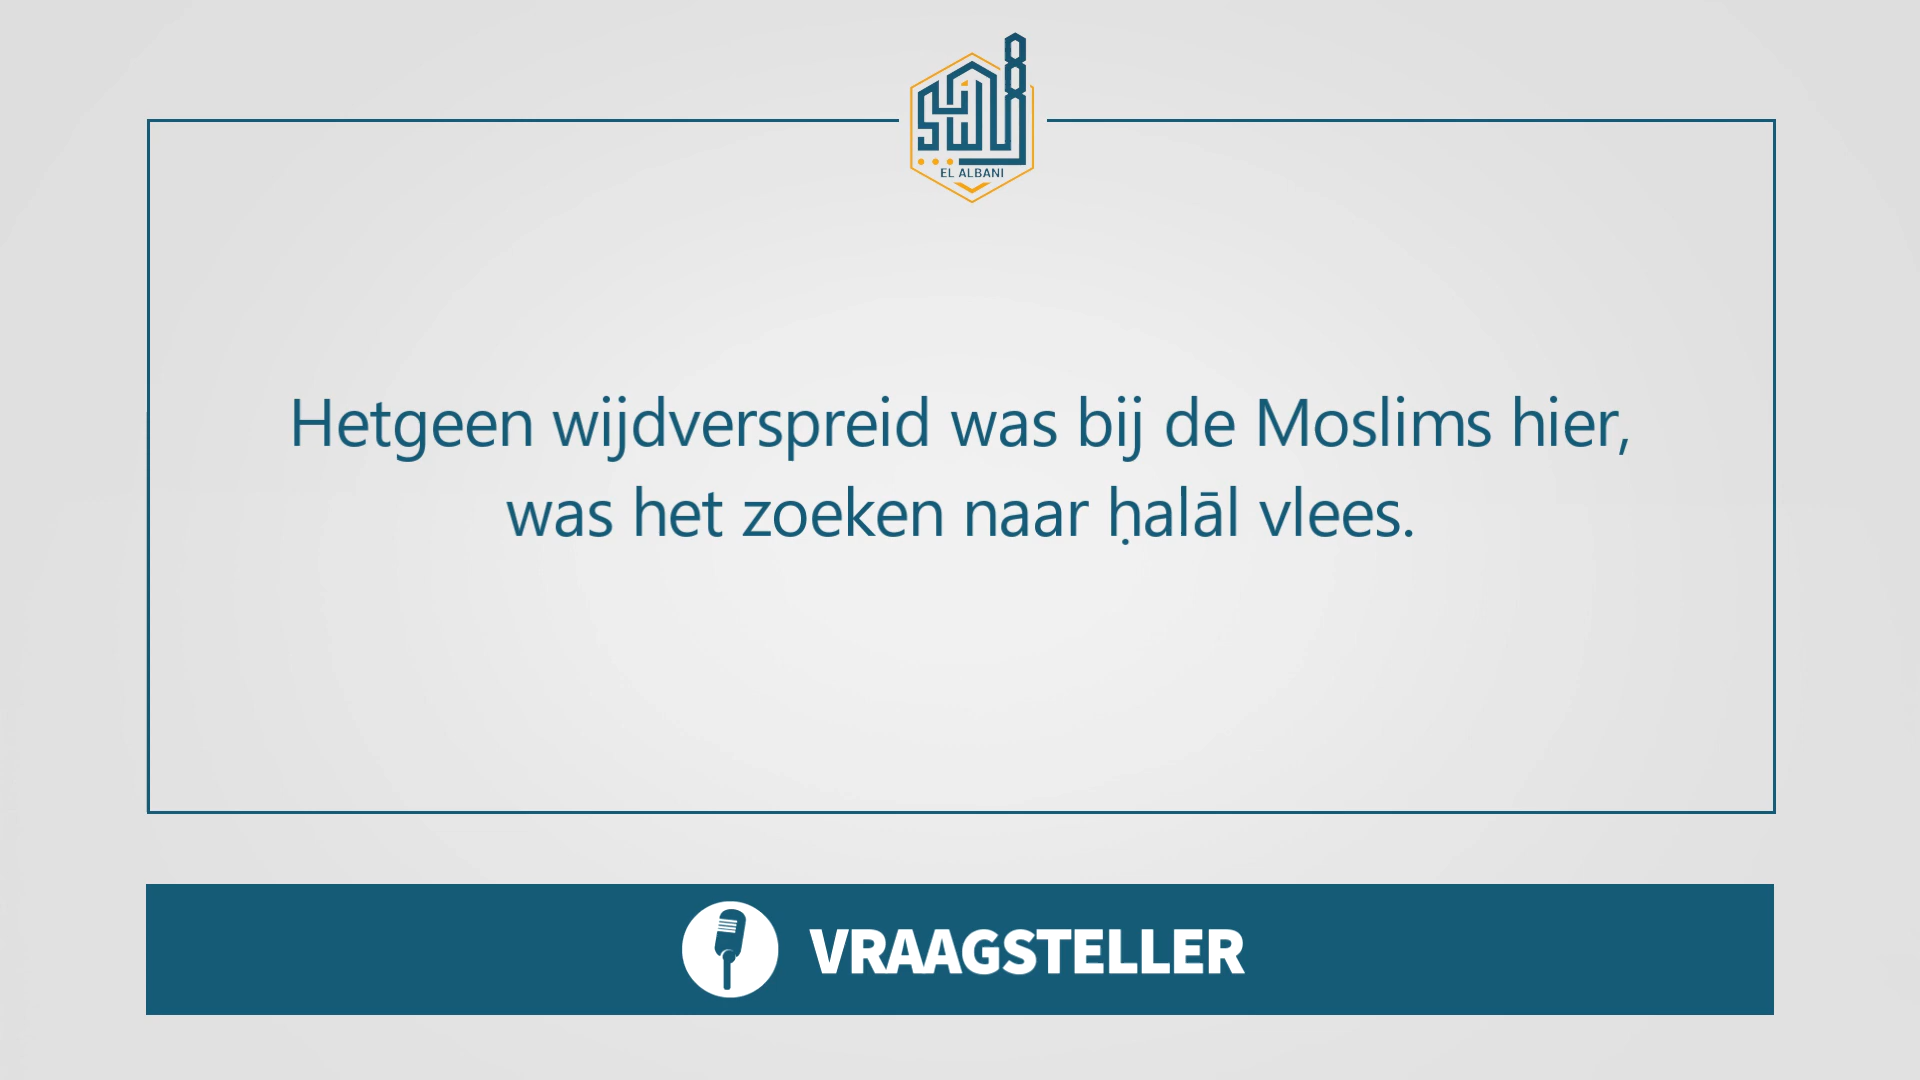 EL ALBANI
Hetgeen wijdverspreid was bij de Moslims hier,
was het zoeken naar ḥalāl vlees.
VRAAGSTELLER